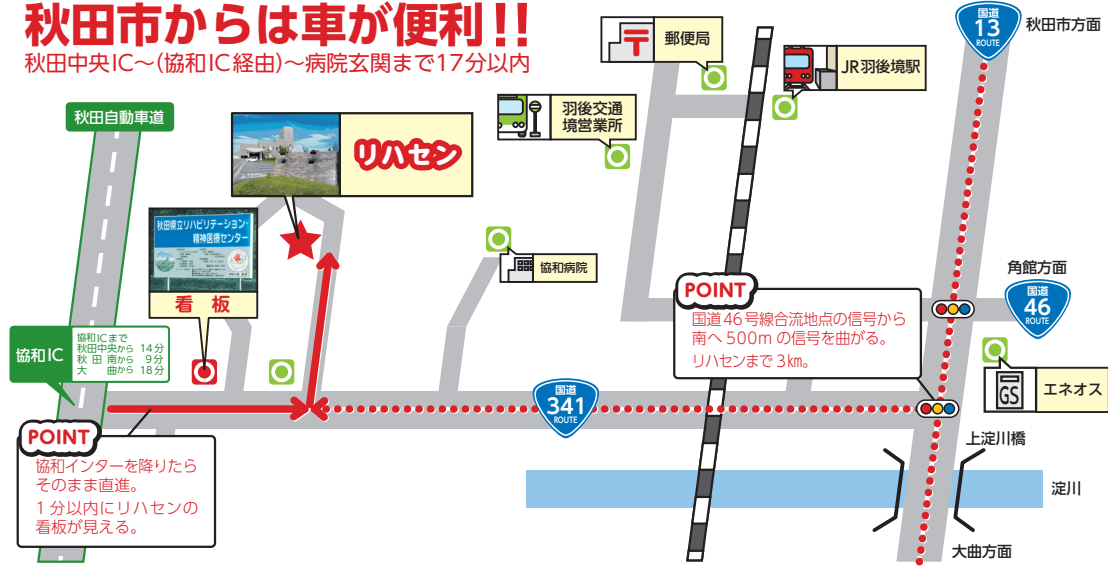 秋田市からは車が便利!!
秋田中央IC～(協和IC経由)～病院玄関まで17分以内
国道
13
ROUTE
秋田市方面
郵便局
JR羽後境駅
羽後交通
境営業所
秋田自動車道
リハセン
秋田県立リハビリテーション・
精神医療センター
看板
協和病院
角館方面
国道
46
ROUTE
POINT
国道46号線合流地点の信号から
南へ500mの信号を曲がる。
リハセンまで3km。
協和IC
協和ICまで
秋田中央から 14分
秋田南から 9分
大曲から 18分
国道
341
ROUTE
GS
エネオス
POINT
協和インターを降りたら
そのまま直進。
1分以内にリハセンの
看板が見える。
上淀川橋
淀川
大曲方面